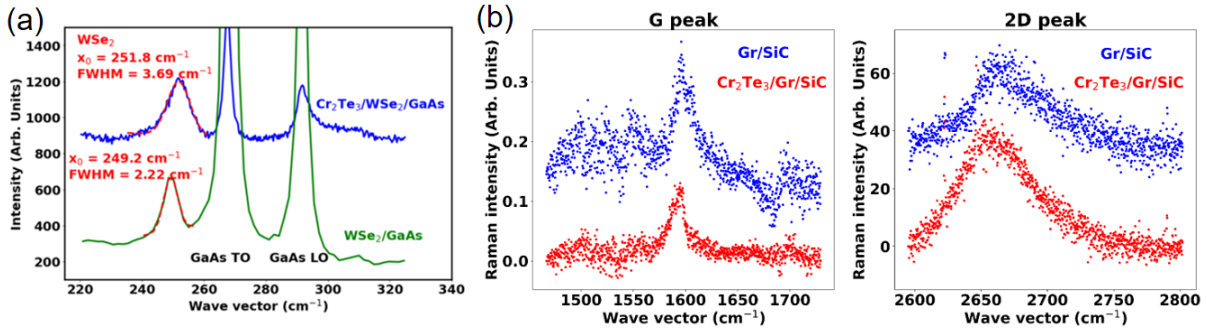 (a)
Intensity (Arb. Units)
1400
1200
1000
800
600
400
200
WSe₂
x₀ = 251.8 cm⁻¹
FWHM = 3.69 cm⁻¹
Cr₂Te₃/WSe₂/GaAs
x₀ = 249.2 cm⁻¹
FWHM = 2.22 cm⁻¹
WSe₂/GaAs
GaAs TO
GaAs LO
220 240 260 280 300 320 340
Wave vector (cm⁻¹)
(b)
G peak
Raman intensity (Arb. Units)
0.3
0.2
0.1
0.0
Gr/SiC
Cr₂Te₃/Gr/SiC
1500 1550 1600 1650 1700
Wave vector (cm⁻¹)
2D peak
Raman intensity (Arb. Units)
60
40
20
0
Gr/SiC
Cr₂Te₃/Gr/SiC
2600 2650 2700 2750 2800
Wave vector (cm⁻¹)